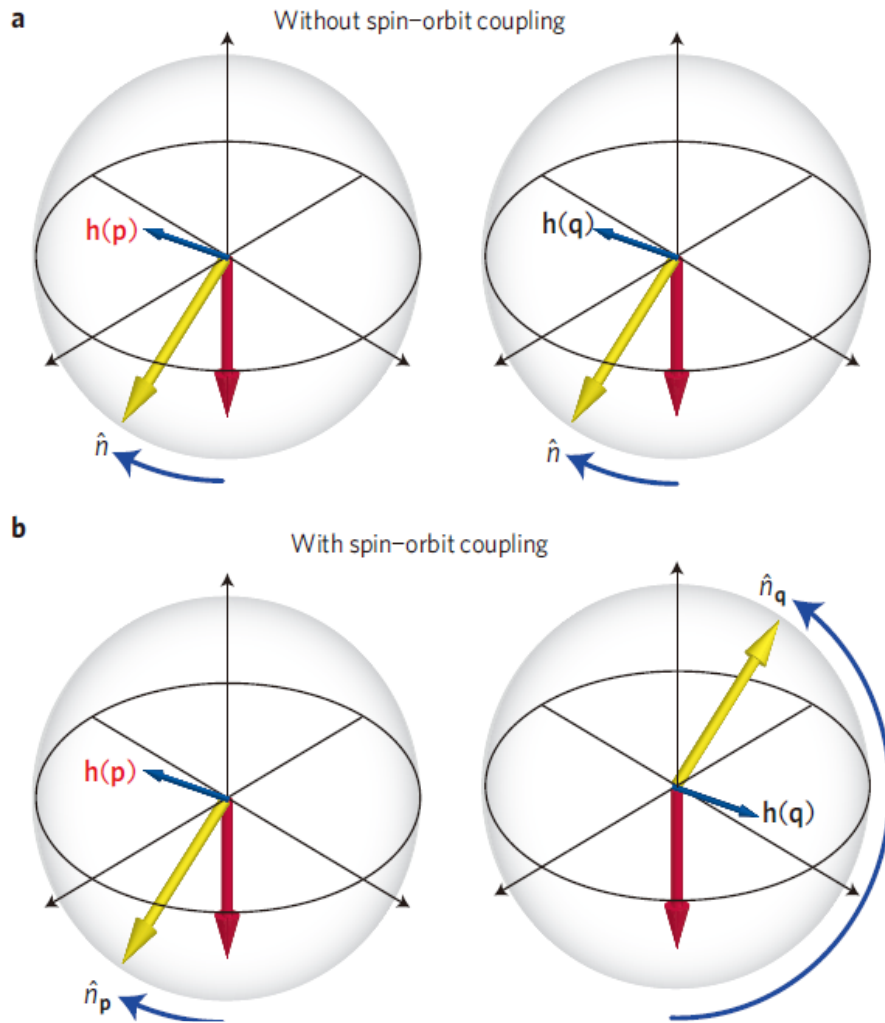 a
Without spin–orbit coupling
h(p)
h(q)
n̂
n̂
b
With spin–orbit coupling
n̂q
h(p)
h(q)
n̂p